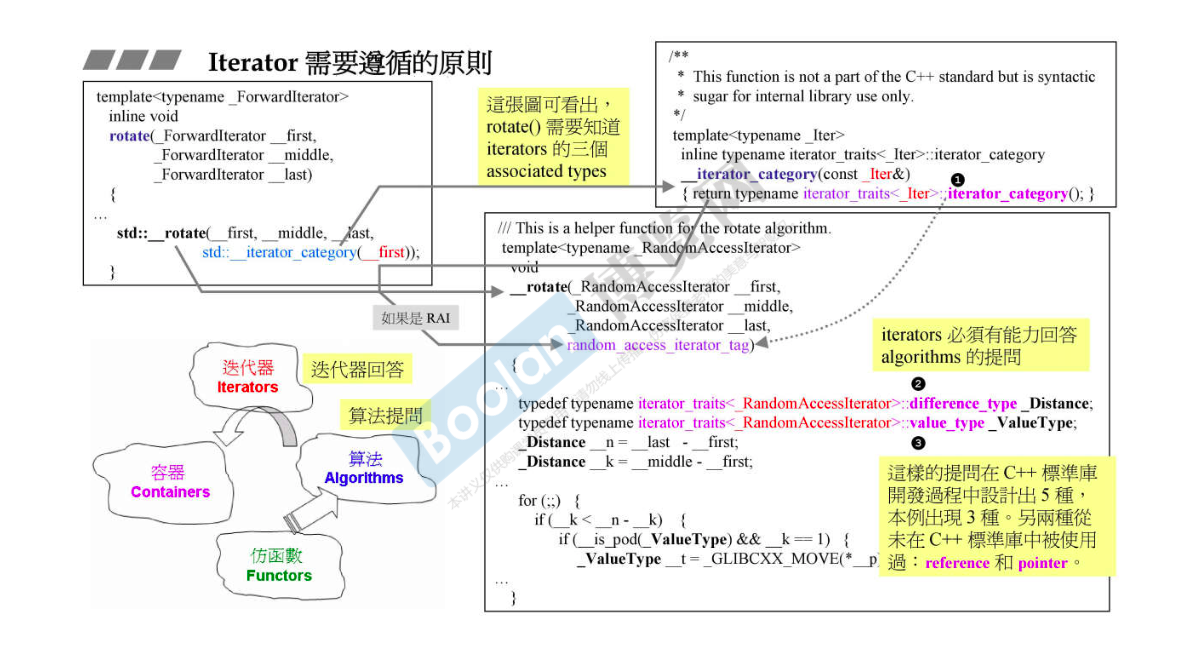 Iterator 需要遵循的原則
template<typename _ForwardIterator>
inline void
rotate(_ForwardIterator __first,
_ForwardIterator __middle,
_ForwardIterator __last)
{
…
std::__rotate(__first, __middle, __last,
std::__iterator_category(__first));
}
這張圖可看出，
rotate() 需要知道
iterators 的三個
associated types
/**
* This function is not a part of the C++ standard but is syntactic
* sugar for internal library use only.
*/
template<typename _Iter>
inline typename iterator_traits<_Iter>::iterator_category
__iterator_category(const _Iter&)
❶
{ return typename iterator_traits<_Iter>::iterator_category(); }
/// This is a helper function for the rotate algorithm.
template<typename _RandomAccessIterator>
void
__rotate(_RandomAccessIterator __first,
_RandomAccessIterator __middle,
_RandomAccessIterator __last,
random_access_iterator_tag)
{
…
❷
typedef typename iterator_traits<_RandomAccessIterator>::difference_type _Distance;
typedef typename iterator_traits<_RandomAccessIterator>::value_type _ValueType;
❸
_Distance __n = __last - __first;
_Distance __k = __middle - __first;
…
for (;;) {
if (__k < __n - __k) {
if (__is_pod(_ValueType) && __k == 1) {
_ValueType __t = _GLIBCXX_MOVE(*__p)
…
}
如果是 RAI
iterators 必須有能力回答
algorithms 的提問
這樣的提問在 C++ 標準庫
開發過程中設計出 5 種，
本例出現 3 種。另兩種從
未在 C++ 標準庫中被使用
過：reference 和 pointer。
迭代器
Iterators
迭代器回答
算法提問
容器
Containers
算法
Algorithms
仿函數
Functors
Boolan
博览网